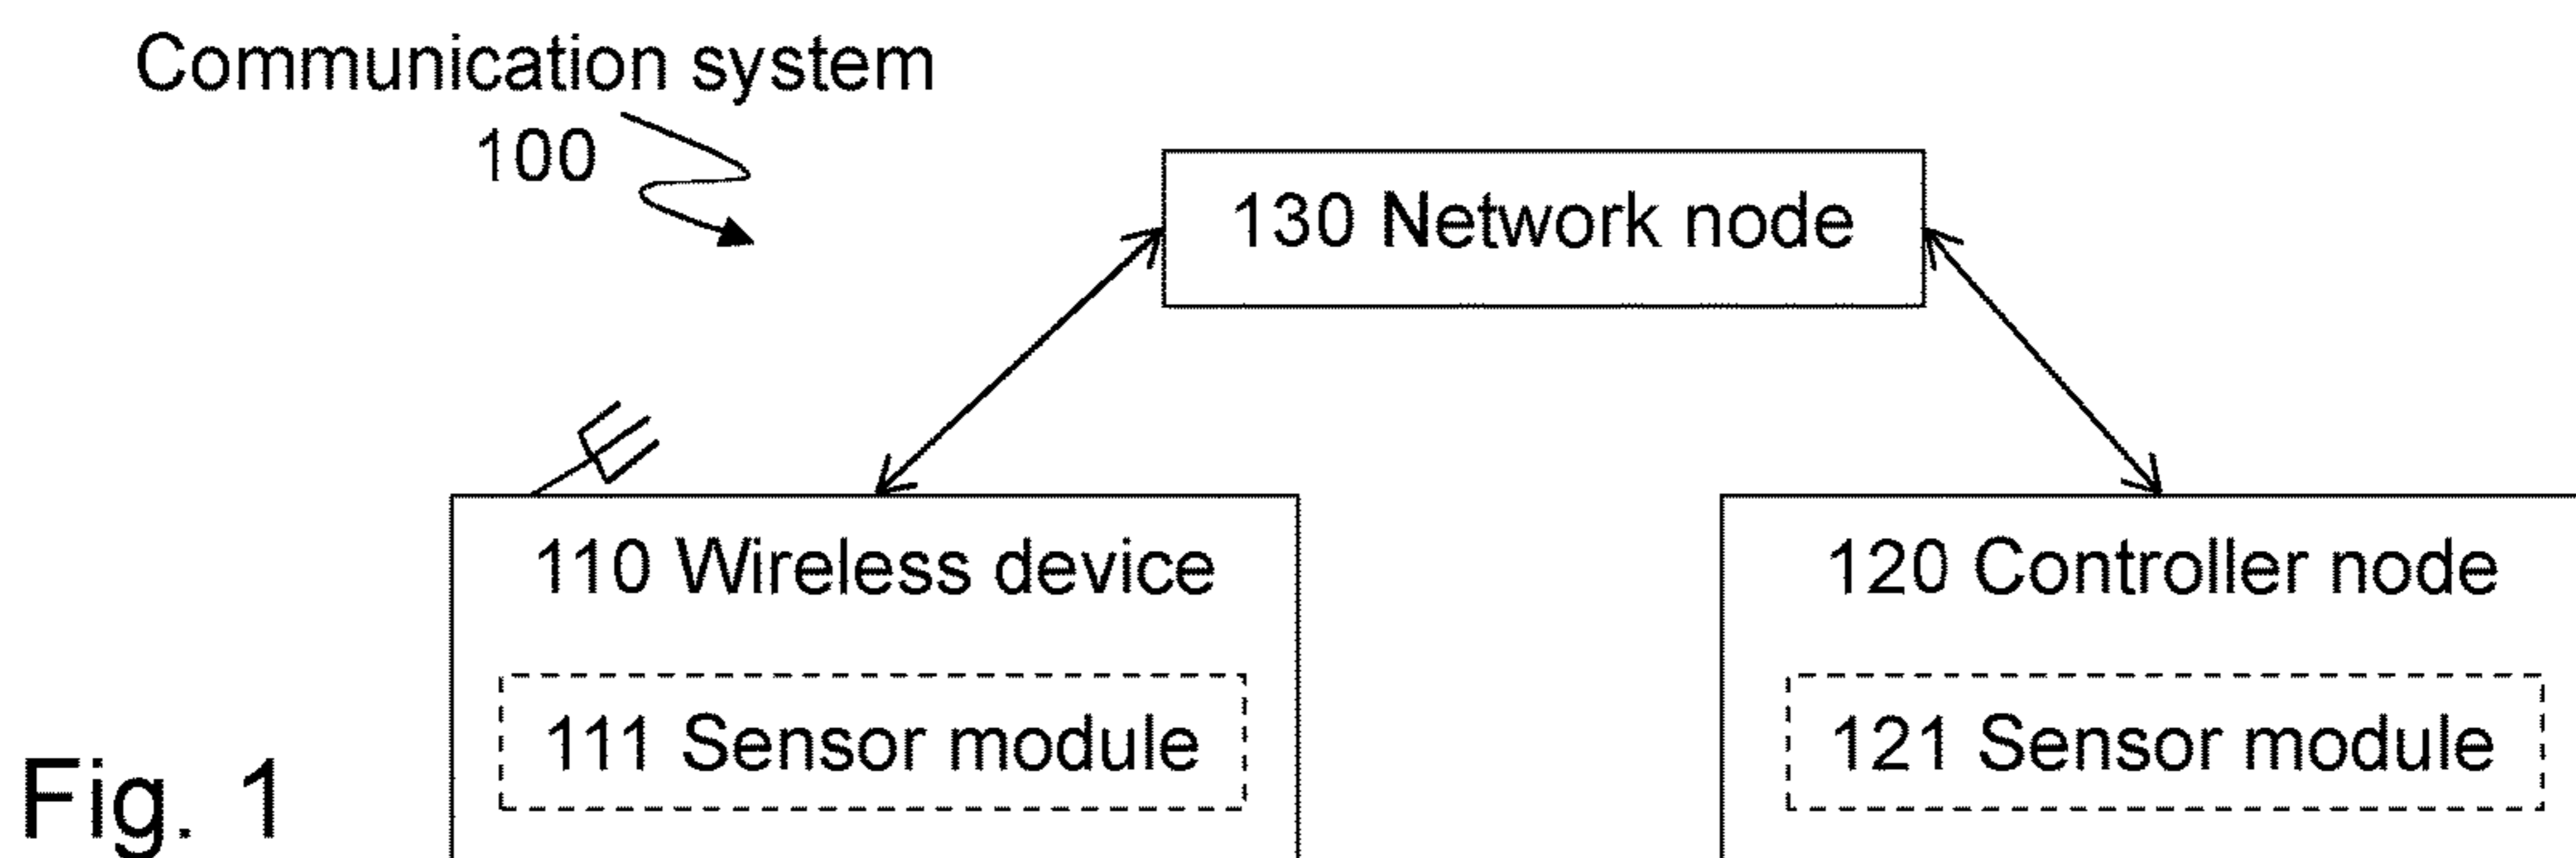 Communication system
100
130 Network node
110 Wireless device
120 Controller node
111 Sensor module
121 Sensor module
Fig. 1